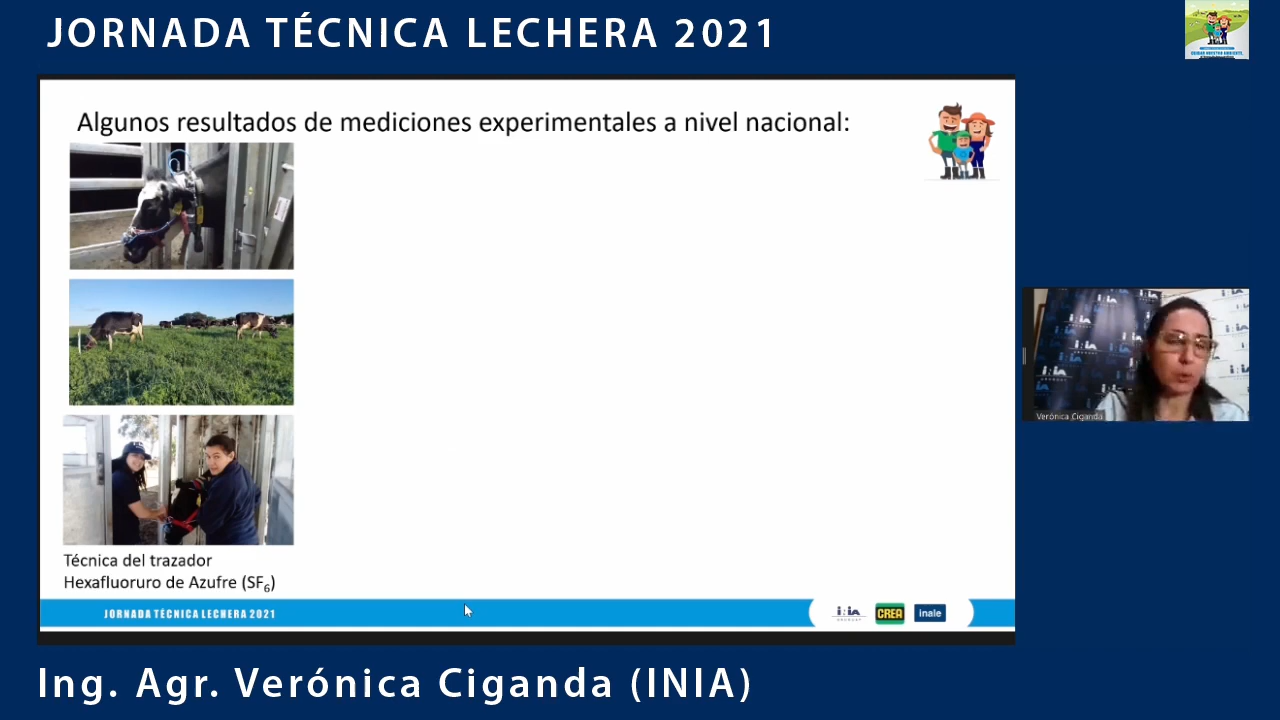 JORNADA TÉCNICA LECHERA 2021
Algunos resultados de mediciones experimentales a nivel nacional:
Técnica del trazador
Hexafluoruro de Azufre (SF₆)
JORNADA TÉCNICA LECHERA 2021
CREA
inale
Verónica Ciganda
Ing. Agr. Verónica Ciganda (INIA)